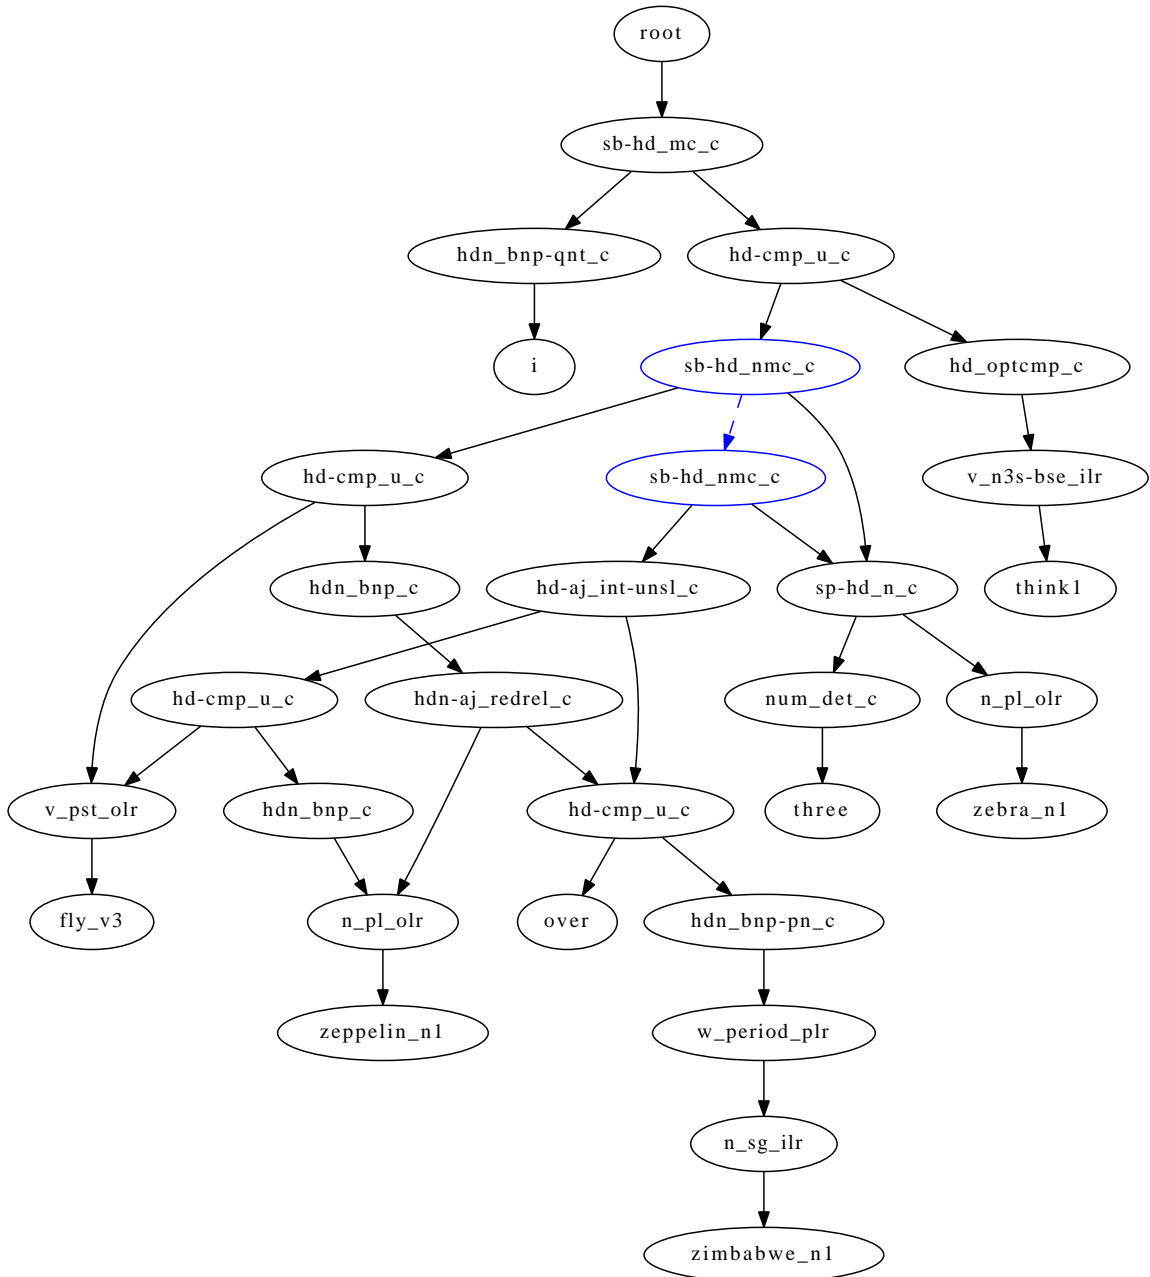 root
sb-hd_mc_c
hdn_bnp-qnt_c
hd-cmp_u_c
i
sb-hd_nmc_c
hd_optcmp_c
hd-cmp_u_c
sb-hd_nmc_c
v_n3s-bse_ilr
hdn_bnp_c
hd-aj_int-unsl_c
sp-hd_n_c
think1
hd-cmp_u_c
hdn-aj_redrel_c
num_det_c
n_pl_olr
v_pst_olr
hdn_bnp_c
hd-cmp_u_c
three
zebra_n1
fly_v3
n_pl_olr
over
hdn_bnp-pn_c
zeppelin_n1
w_period_plr
n_sg_ilr
zimbabwe_n1